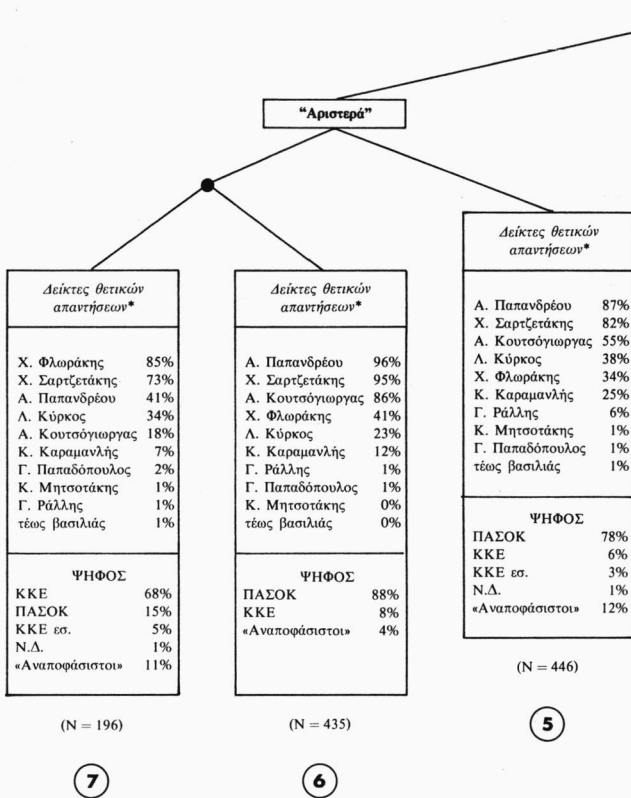 “Αριστερά”
Δείκτες θετικών
απαντήσεων*
Χ. Φλωράκης 85%
Χ. Σαρτζετάκης 73%
Α. Παπανδρέου 41%
Λ. Κύρκος 34%
Α. Κουτσόγιωργας 18%
Κ. Καραμανλής 7%
Γ. Παπαδόπουλος 2%
Κ. Μητσοτάκης 1%
Γ. Ράλλης 1%
τέως βασιλιάς 1%
ΨΗΦΟΣ
ΚΚΕ 68%
ΠΑΣΟΚ 15%
ΚΚΕ εσ. 5%
Ν.Δ. 1%
«Αναποφάσιστοι» 11%
(Ν = 196)
7
Δείκτες θετικών
απαντήσεων*
Α. Παπανδρέου 96%
Χ. Σαρτζετάκης 95%
Α. Κουτσόγιωργας 86%
Χ. Φλωράκης 41%
Λ. Κύρκος 23%
Κ. Καραμανλής 12%
Γ. Ράλλης 1%
Γ. Παπαδόπουλος 1%
Κ. Μητσοτάκης 0%
τέως βασιλιάς 0%
ΨΗΦΟΣ
ΠΑΣΟΚ 88%
ΚΚΕ 8%
«Αναποφάσιστοι» 4%
(Ν = 435)
6
Δείκτες θετικών
απαντήσεων*
Α. Παπανδρέου 87%
Χ. Σαρτζετάκης 82%
Α. Κουτσόγιωργας 55%
Λ. Κύρκος 38%
Χ. Φλωράκης 34%
Κ. Καραμανλής 25%
Γ. Ράλλης 6%
Κ. Μητσοτάκης 1%
Γ. Παπαδόπουλος 1%
τέως βασιλιάς 1%
ΨΗΦΟΣ
ΠΑΣΟΚ 78%
ΚΚΕ 6%
ΚΚΕ εσ. 3%
Ν.Δ. 1%
«Αναποφάσιστοι» 12%
(Ν = 446)
5